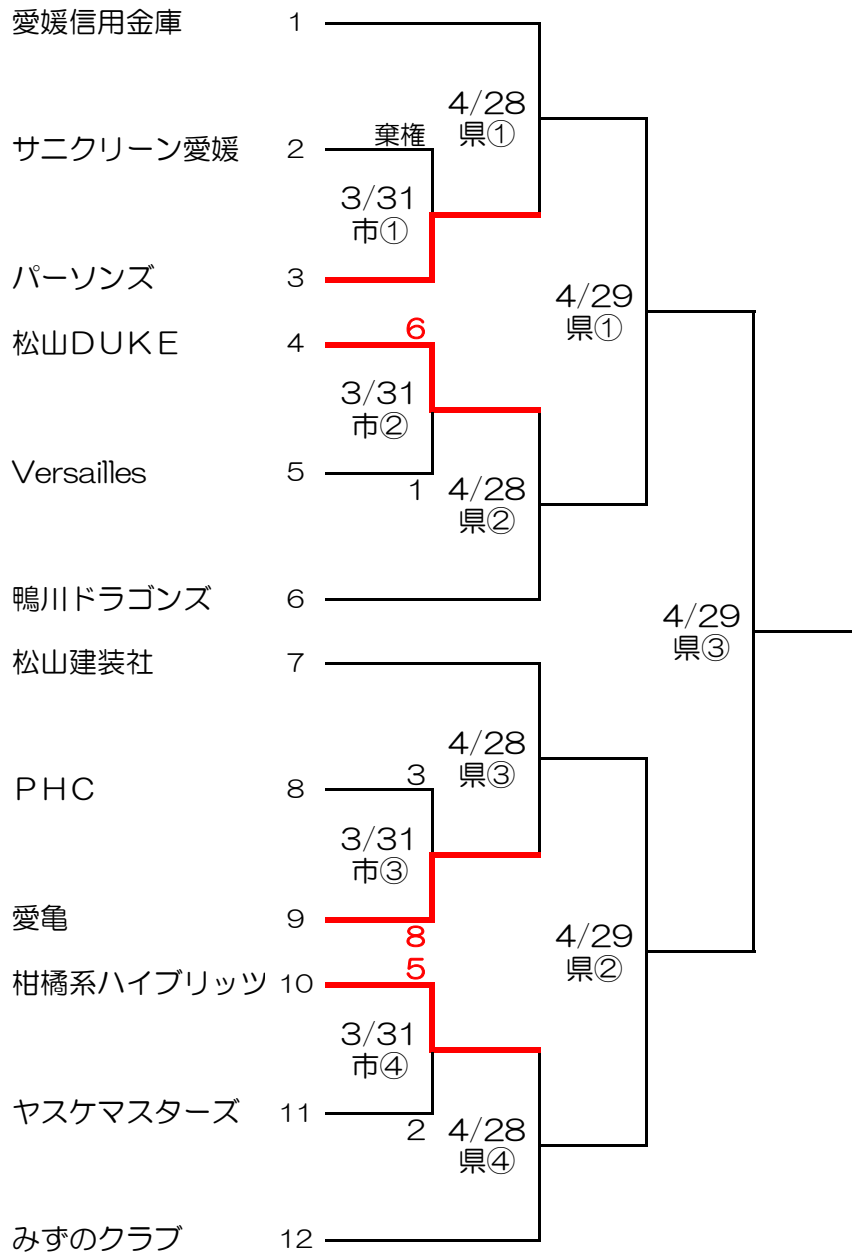 愛媛信用金庫 1
4/28
県①
サニクリーン愛媛 2 棄権
3/31
市①
パーソンズ 3
4/29
県①
松山DUKE 4 6
3/31
市②
Versailles 5 1
4/28
県②
鴨川ドラゴンズ 6
4/29
県③
松山建装社 7
4/28
県③
PHC 8 3
3/31
市③
愛亀 9 8
4/29
県②
柑橘系ハイブリッツ 10 5
3/31
市④
ヤスケマスターズ 11 2
4/28
県④
みずのクラブ 12